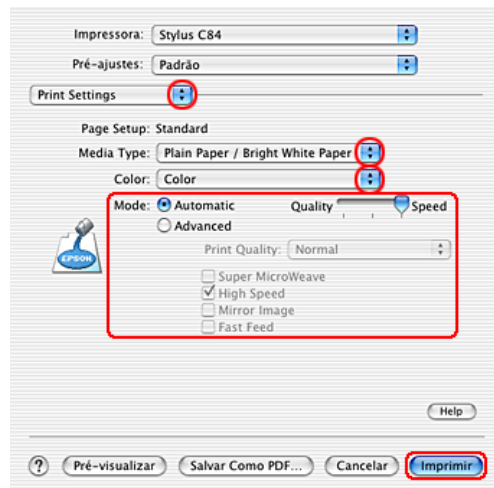 Impressora: Stylus C84
Pré-ajustes: Padrão
Print Settings
Page Setup: Standard
Media Type: Plain Paper / Bright White Paper
Color: Color
Mode: Automatic Quality Speed
Advanced
Print Quality: Normal
EPSON
Super MicroWeave
High Speed
Mirror Image
Fast Feed
Help
? Pré-visualizar Salvar Como PDF... Cancelar Imprimir